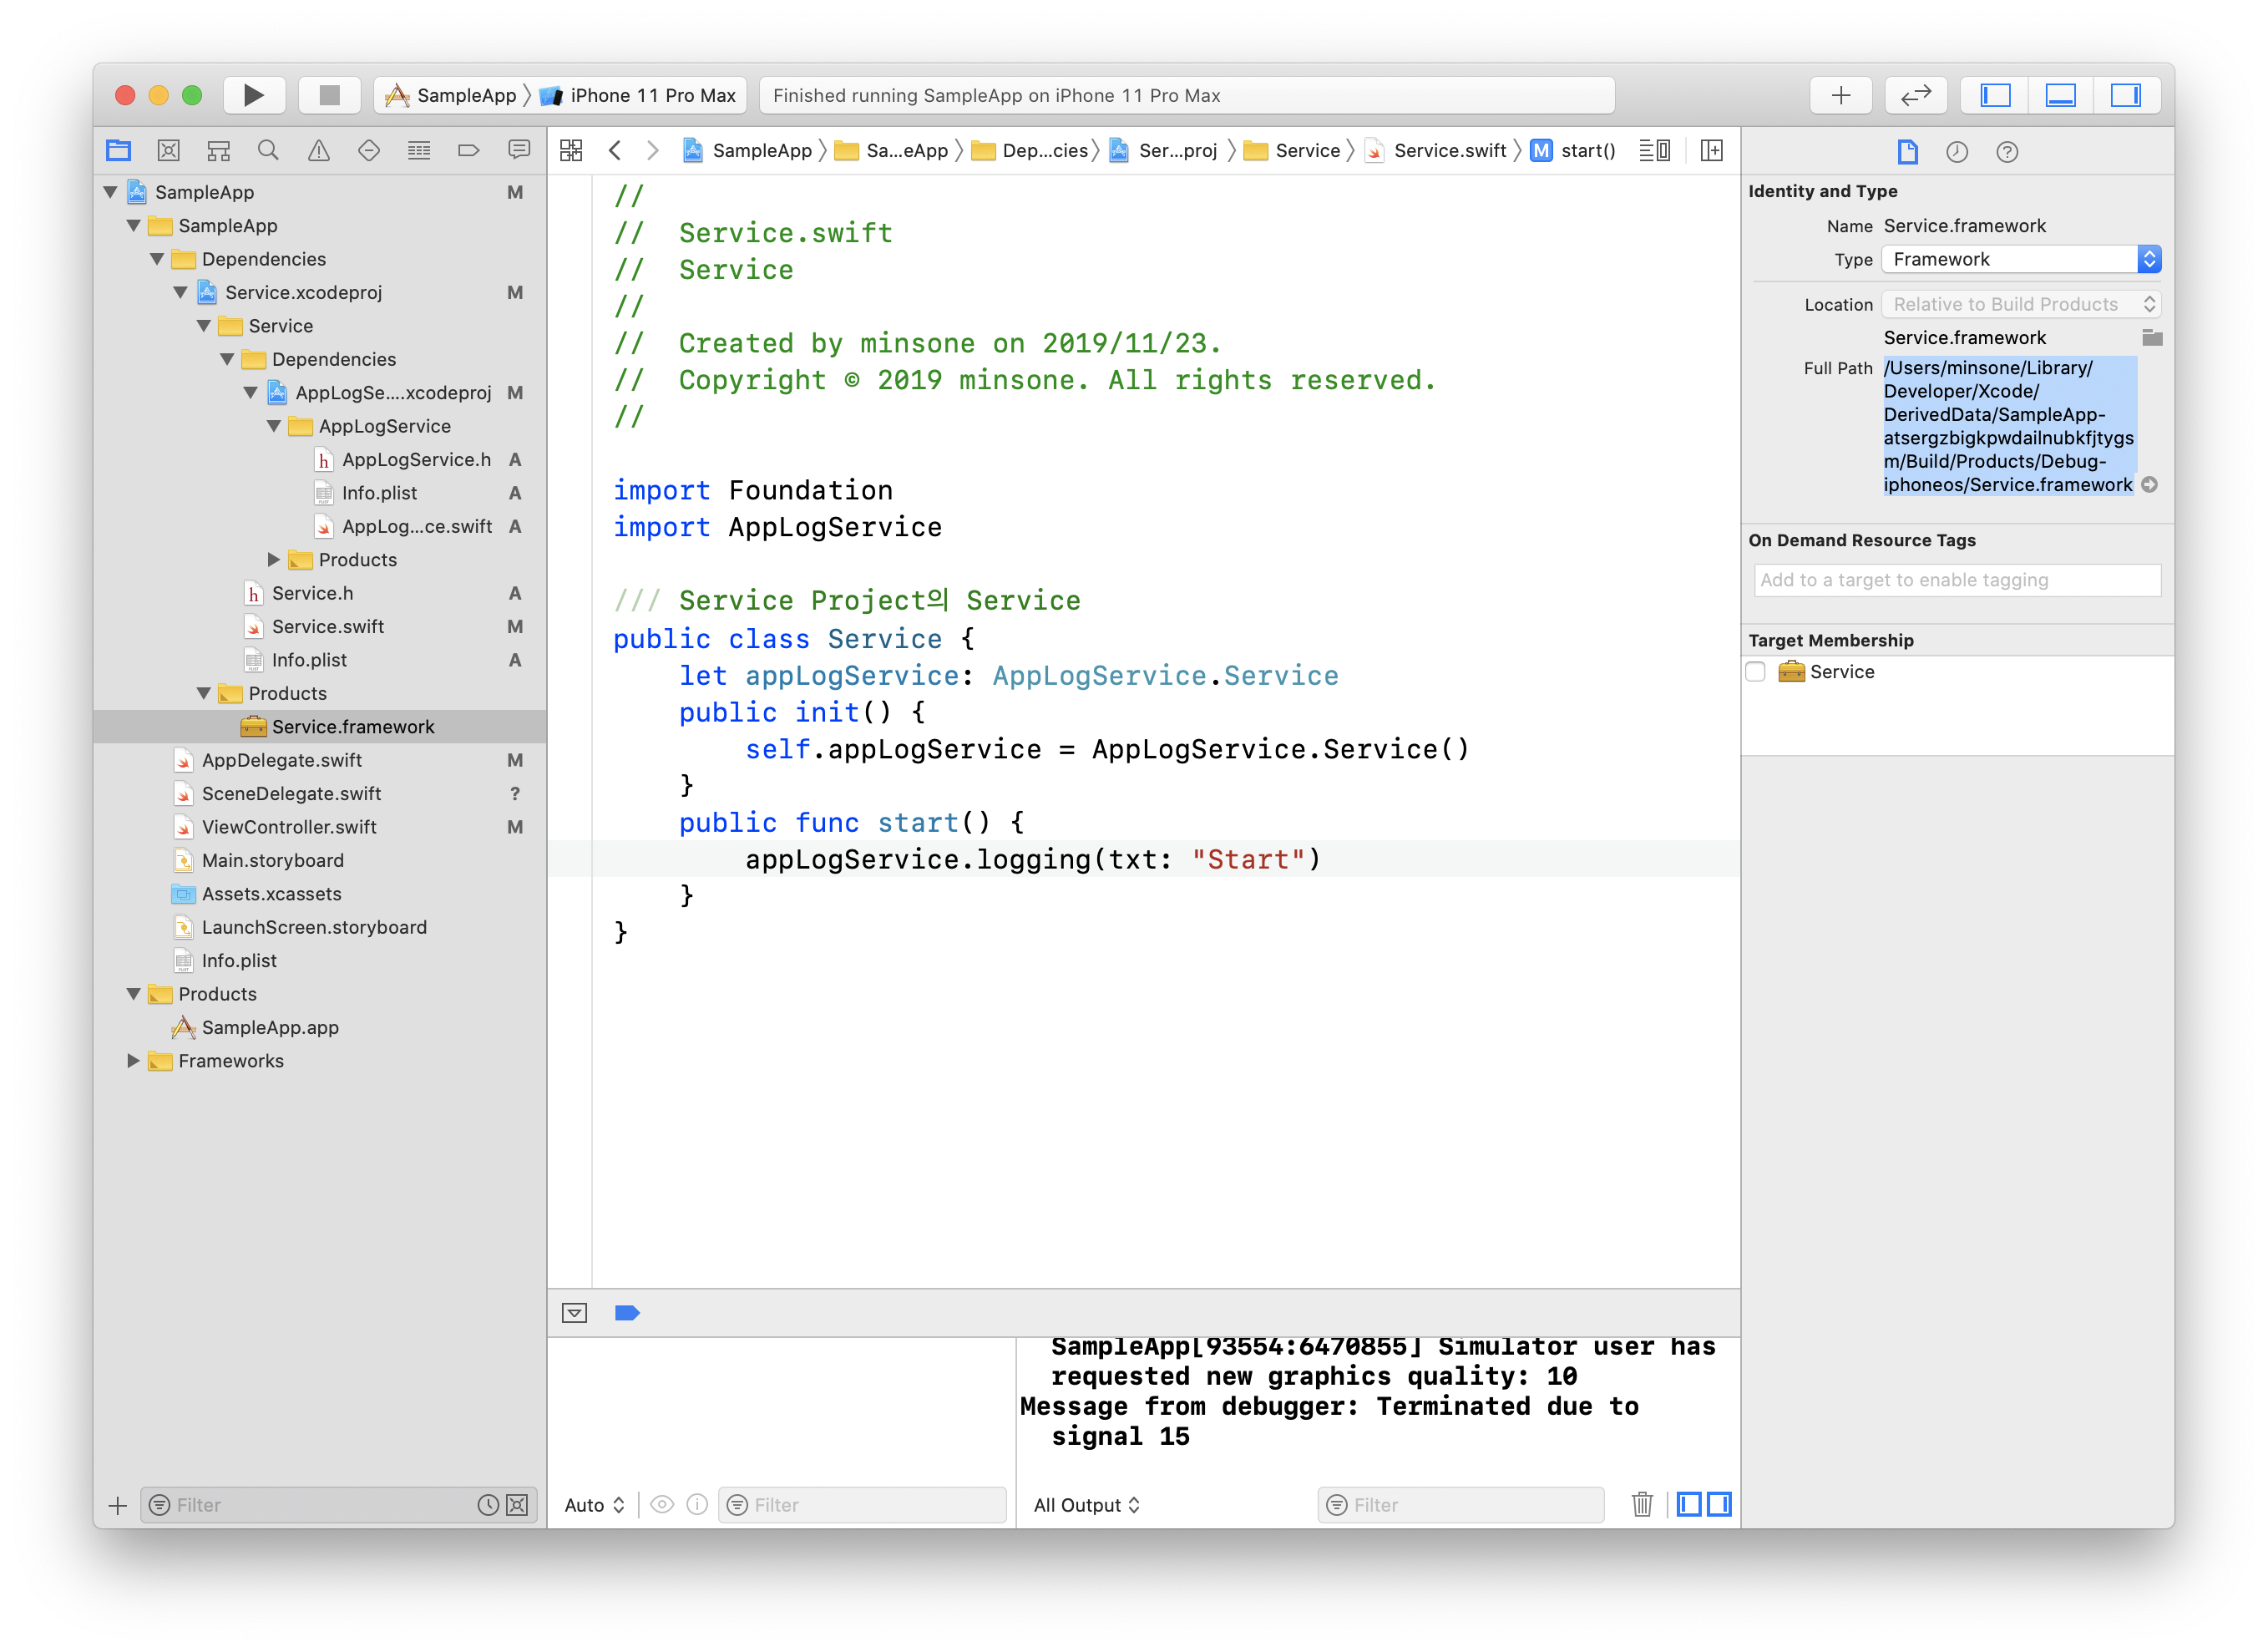 SampleApp iPhone 11 Pro Max
Finished running SampleApp on iPhone 11 Pro Max
SampleApp Sa...eApp Dep...cies Ser...proj Service Service.swift M start()
SampleApp M
SampleApp
Dependencies
Service.xcodeproj M
Service
Dependencies
AppLogSe....xcodeproj M
AppLogService
AppLogService.h A
Info.plist A
AppLog...ce.swift A
Products
Service.h A
Service.swift M
Info.plist A
Products
Service.framework
AppDelegate.swift M
SceneDelegate.swift ?
ViewController.swift M
Main.storyboard
Assets.xcassets
LaunchScreen.storyboard
Info.plist
Products
SampleApp.app
Frameworks
Filter
//
//  Service.swift
//  Service
//
//  Created by minsone on 2019/11/23.
//  Copyright © 2019 minsone. All rights reserved.
//
import Foundation
import AppLogService
/// Service Project의 Service
public class Service {
    let appLogService: AppLogService.Service
    public init() {
        self.appLogService = AppLogService.Service()
    }
    public func start() {
        appLogService.logging(txt: "Start")
    }
}
SampleApp[93554:6470855] Simulator user has
requested new graphics quality: 10
Message from debugger: Terminated due to
signal 15
Auto
Filter
All Output
Filter
Identity and Type
Name Service.framework
Type Framework
Location Relative to Build Products
Service.framework
Full Path /Users/minsone/Library/
Developer/Xcode/
DerivedData/SampleApp-
atsergzbigkpwdailnubkfjtygs
m/Build/Products/Debug-
iphoneos/Service.framework
On Demand Resource Tags
Add to a target to enable tagging
Target Membership
Service